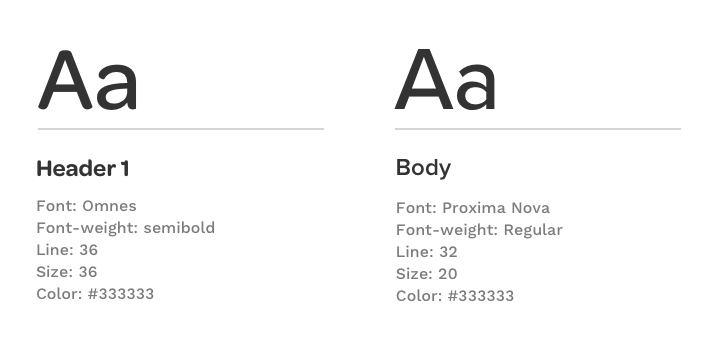 Aa
Header 1
Font: Omnes
Font-weight: semibold
Line: 36
Size: 36
Color: #333333
Aa
Body
Font: Proxima Nova
Font-weight: Regular
Line: 32
Size: 20
Color: #333333